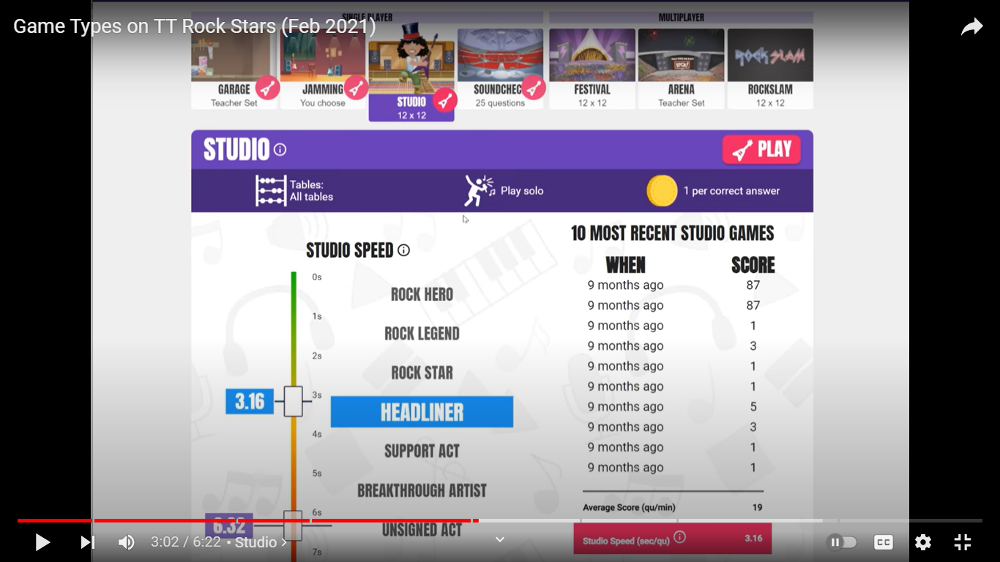 Game Types on TT Rock Stars (Feb 2021)
SINGLE PLAYER
MULTIPLAYER
GARAGE
Teacher Set
JAMMING
You choose
STUDIO
12 x 12
SOUNDCHEC
25 questions
FESTIVAL
12 x 12
ARENA
Teacher Set
ROCK SLAM
ROCKSLAM
12 x 12
STUDIO
PLAY
Tables:
All tables
Play solo
1 per correct answer
STUDIO SPEED
0s
1s
2s
3s
4s
5s
6s
7s
3.16
6.32
ROCK HERO
ROCK LEGEND
ROCK STAR
HEADLINER
SUPPORT ACT
BREAKTHROUGH ARTIST
UNSIGNED ACT
10 MOST RECENT STUDIO GAMES
WHEN SCORE
9 months ago 87
9 months ago 87
9 months ago 1
9 months ago 3
9 months ago 1
9 months ago 1
9 months ago 5
9 months ago 3
9 months ago 1
9 months ago 1
Average Score (qu/min) 19
Studio Speed (sec/qu) 3.16
3:02 / 6:22 • Studio
CC